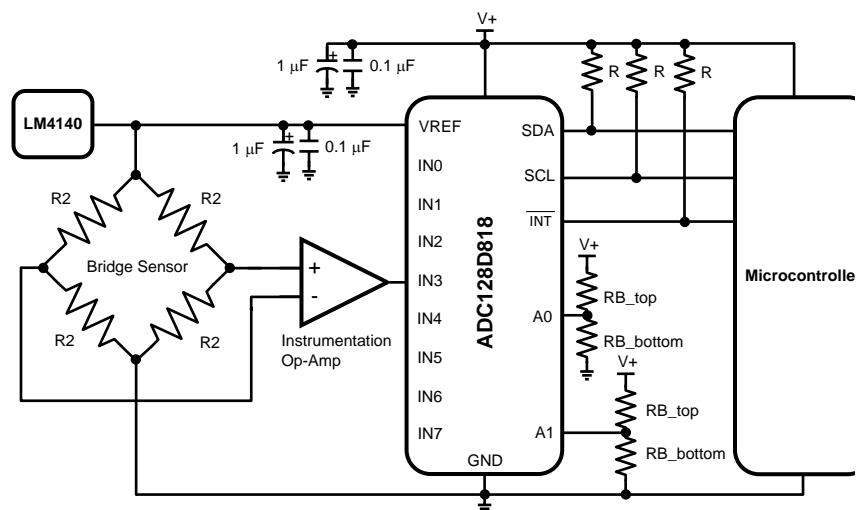 V+
1 µF
+
0.1 µF
R
R
R
LM4140
VREF
SDA
1 µF
+
0.1 µF
IN0
SCL
R2
R2
IN1
INT
IN2
V+
Bridge Sensor
+
IN3
RB_top
Microcontrolle
-
ADC128D818
IN4
A0
R2
R2
Instrumentation
Op-Amp
RB_bottom
IN5
V+
IN6
RB_top
IN7
A1
RB_bottom
GND